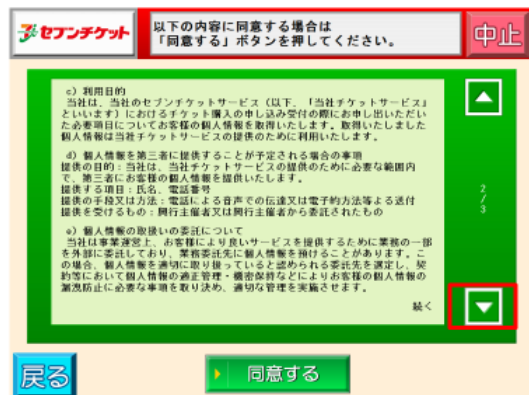 セブンチケット
以下の内容に同意する場合は
「同意する」ボタンを押してください。
中止
c）利用目的
当社は、当社のセブンチケットサービス（以下、「当社チケットサービス」
といいます）におけるチケット購入の申し込み受付の際にお申し出いただい
た必要項目についてお客様の個人情報を取得いたします。取得いたしました
個人情報は当社チケットサービスの提供のために利用いたします。
d）個人情報を第三者に提供することが予定される場合の事項
提供の目的：当社は、当社チケットサービスの提供のために必要な範囲内
で、第三者にお客様の個人情報を提供いたします。
提供する項目：氏名、電話番号
提供の手段又は方法：電話による音声での伝達又は電子的方法等よる送付
提供を受けるもの：興行主催者又は興行主催者から委託されたもの
e）個人情報の取扱いの委託について
当社は事業運営上、お客様により良いサービスを提供するために業務の一部
を外部に委託しており、業務委託先に個人情報を預けることがあります。こ
の場合、個人情報を適切に取り扱っていると認められる委託先を選定し、契
約等において個人情報の適正管理・機密保持などによりお客様の個人情報の
漏洩防止に必要な事項を取り決め、適切な管理を実施させます。
続く
2/3
戻る
同意する